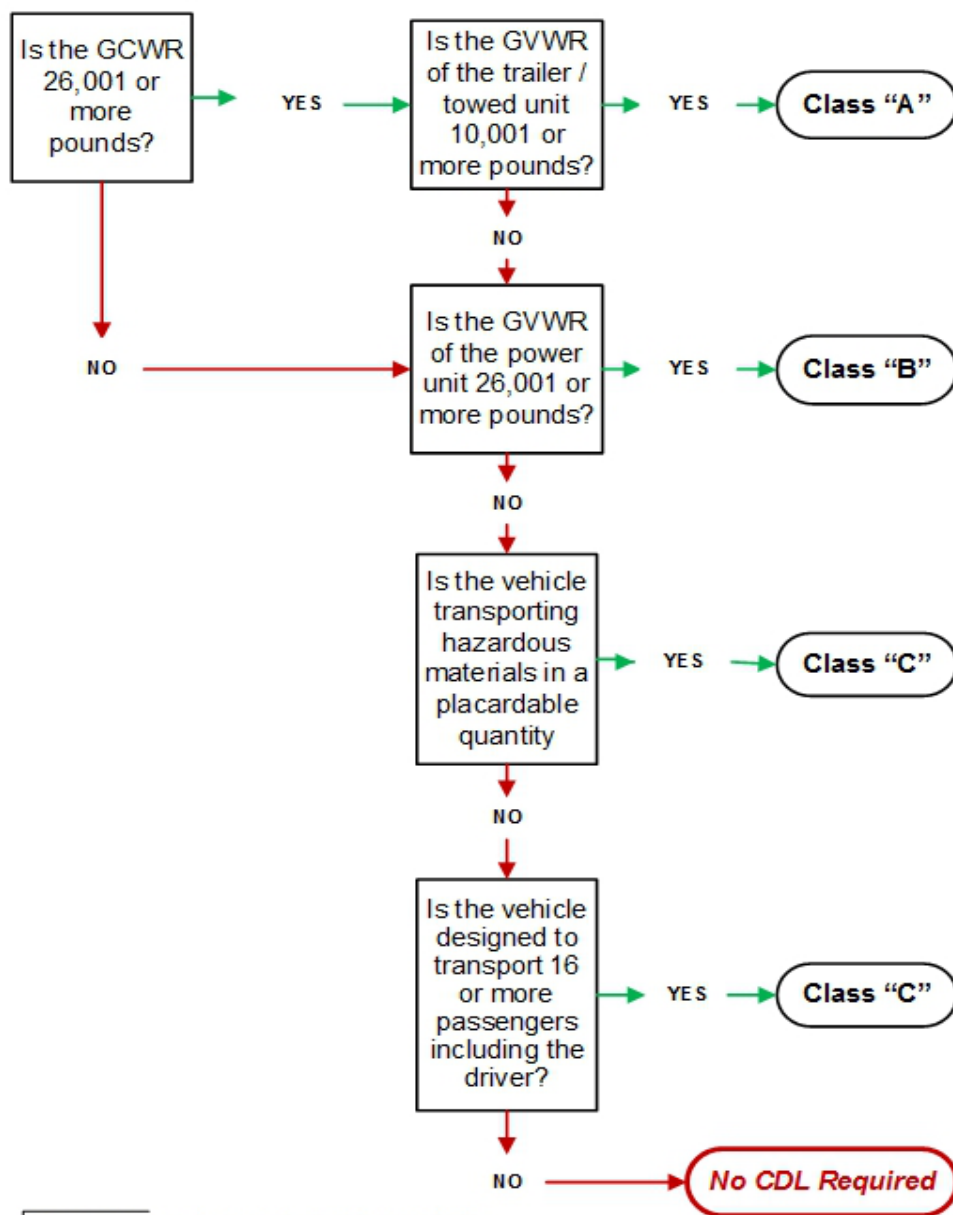 Is the GCWR
26,001 or
more
pounds?
YES
Is the GVWR
of the trailer /
towed unit
10,001 or
more pounds?
YES
Class “A”
NO
NO
Is the GVWR
of the power
unit 26,001 or
more pounds?
YES
Class “B”
NO
Is the vehicle
transporting
hazardous
materials in a
placardable
quantity
YES
Class “C”
NO
Is the vehicle
designed to
transport 16
or more
passengers
including the
driver?
YES
Class “C”
NO
No CDL Required